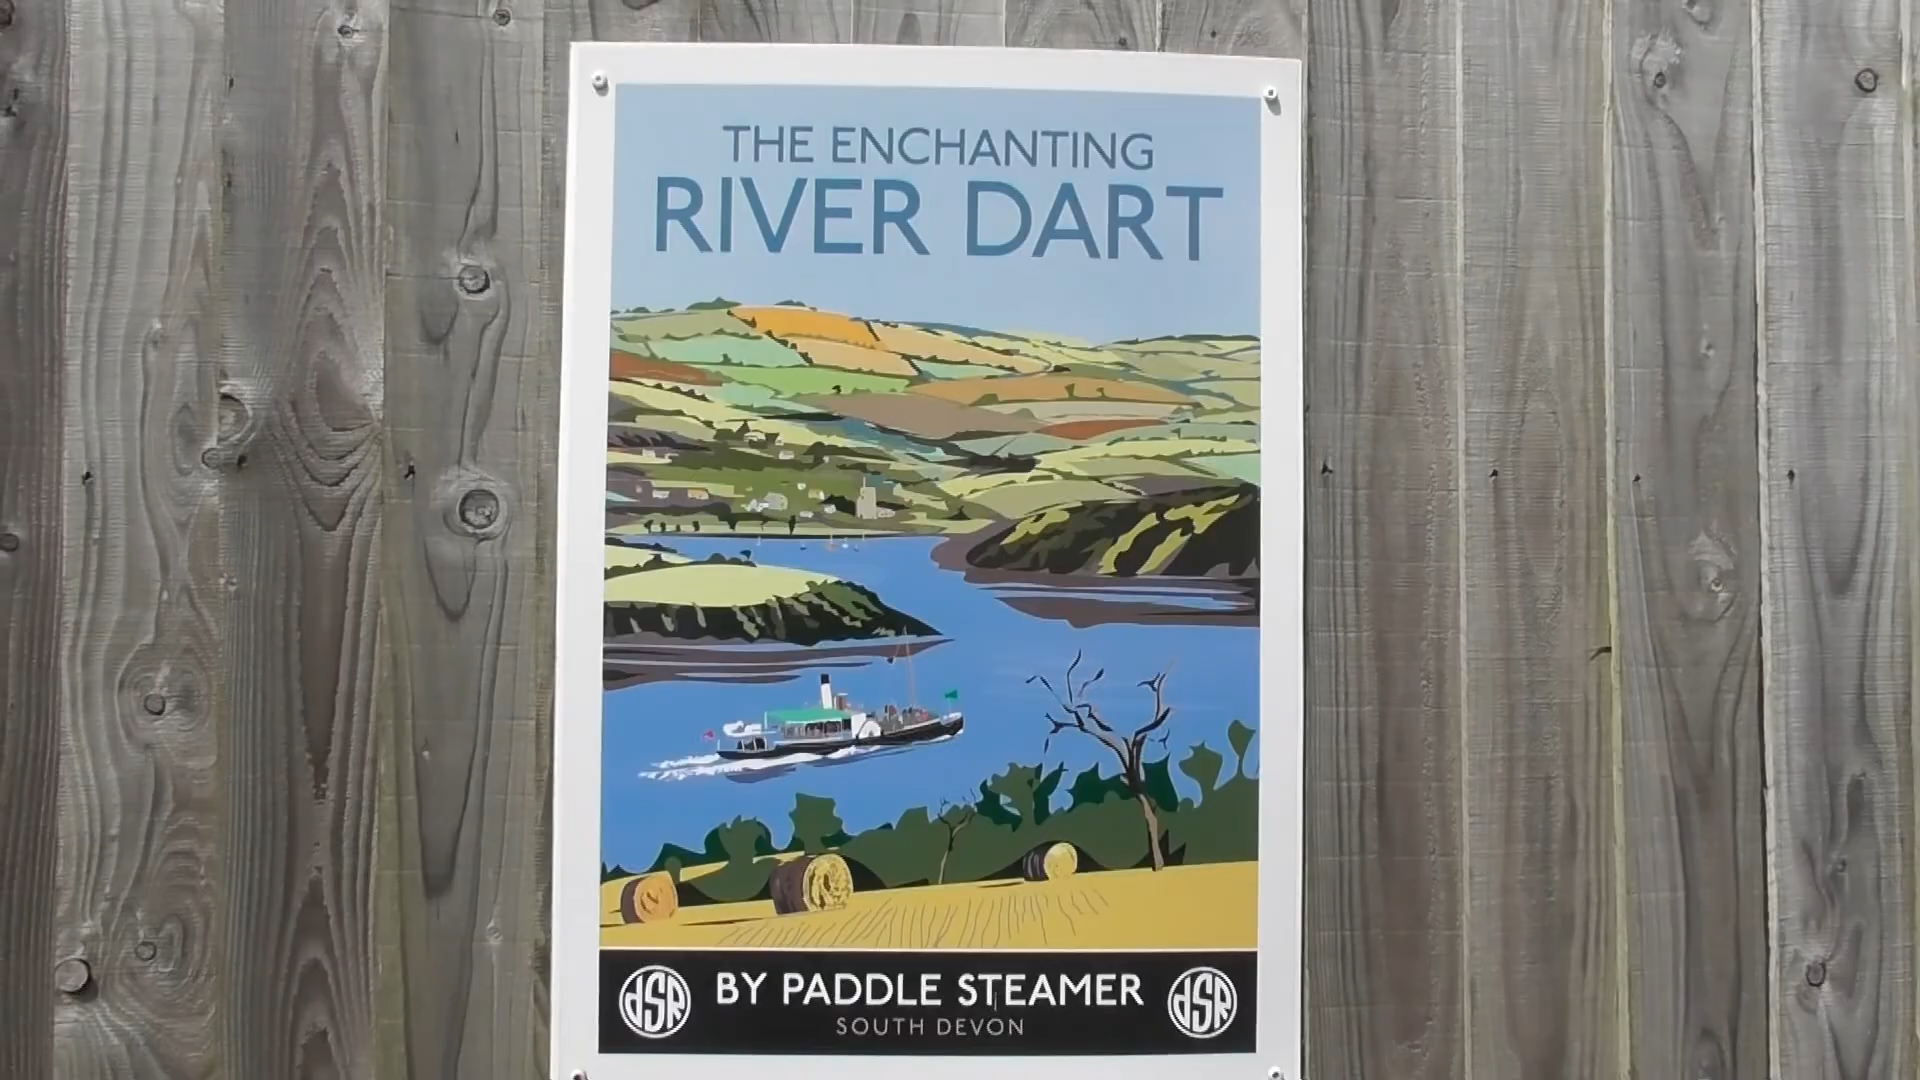 THE ENCHANTING
RIVER DART
dSR BY PADDLE STEAMER dSR
SOUTH DEVON